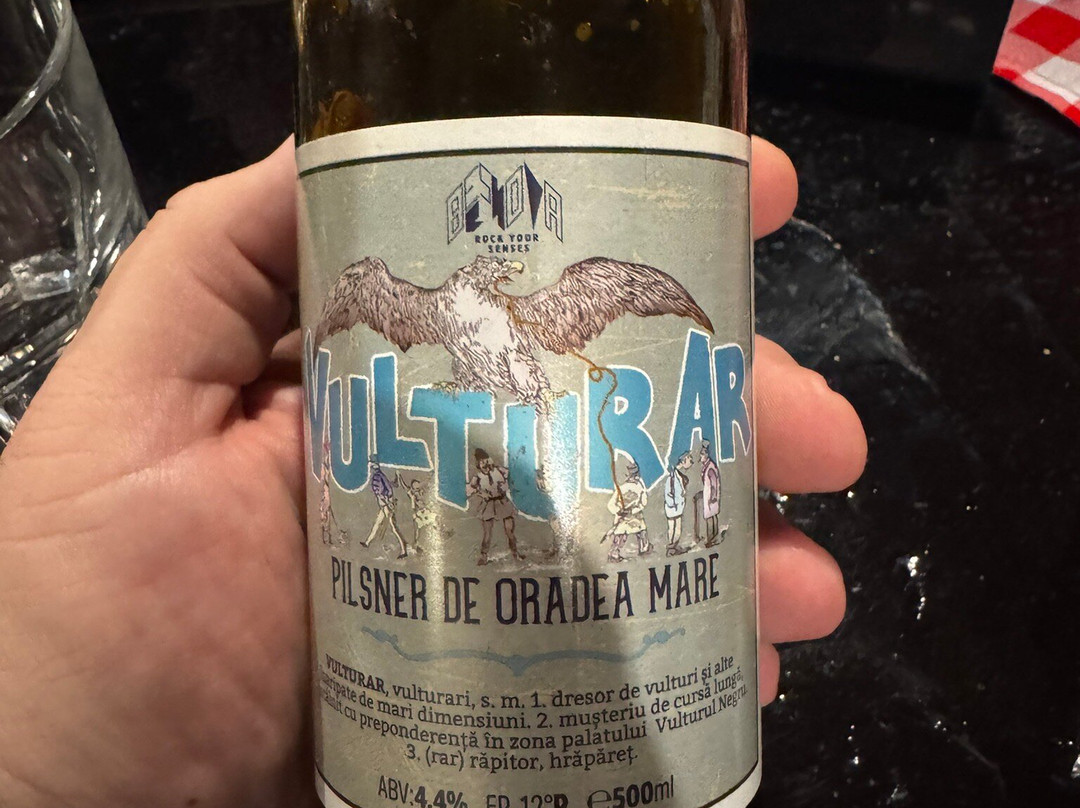 BEZNOIA
ROCK YOUR
SENSES
VULTURAR
PILSNER DE ORADEA MARE
VULTURAR, vulturari, s. m. 1. dresor de vulturi și alte
de mari dimensiuni. 2. mușteriu de cursă lungă,
cu preponderență în zona palatului Vulturul Negru.
3. (rar) răpitor, hrăpăreț.
ABV:4.4% EP 12°P ℮500ml